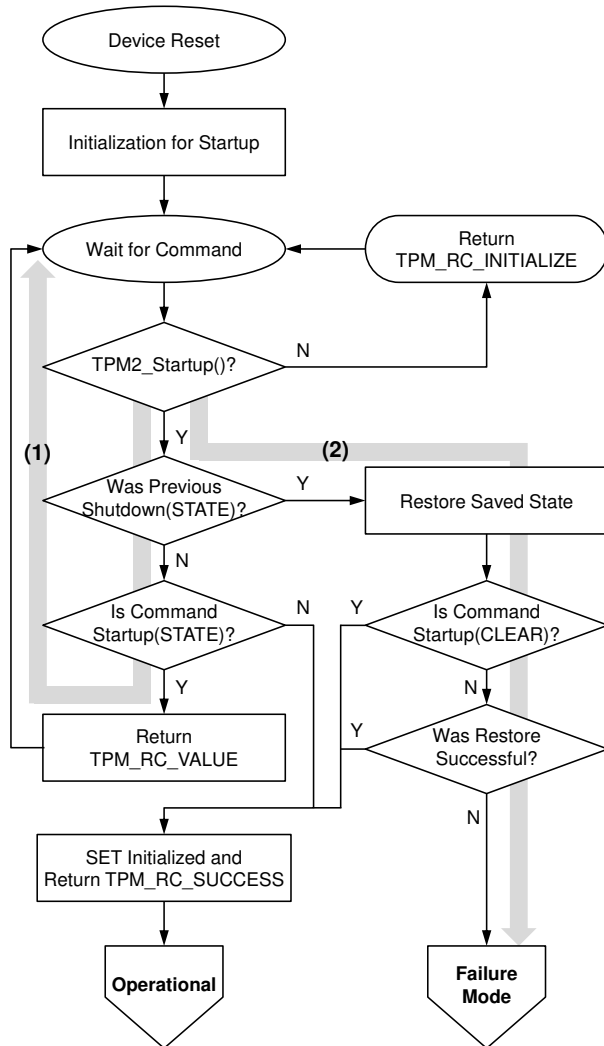 Device Reset
Initialization for Startup
Wait for Command
Return
TPM_RC_INITIALIZE
TPM2_Startup()?
N
Y
(1)
(2)
Was Previous
Shutdown(STATE)?
Y
Restore Saved State
N
Is Command
Startup(STATE)?
N
Y
Is Command
Startup(CLEAR)?
Y
N
Return
TPM_RC_VALUE
Y
Was Restore
Successful?
N
SET Initialized and
Return TPM_RC_SUCCESS
Operational
Failure
Mode